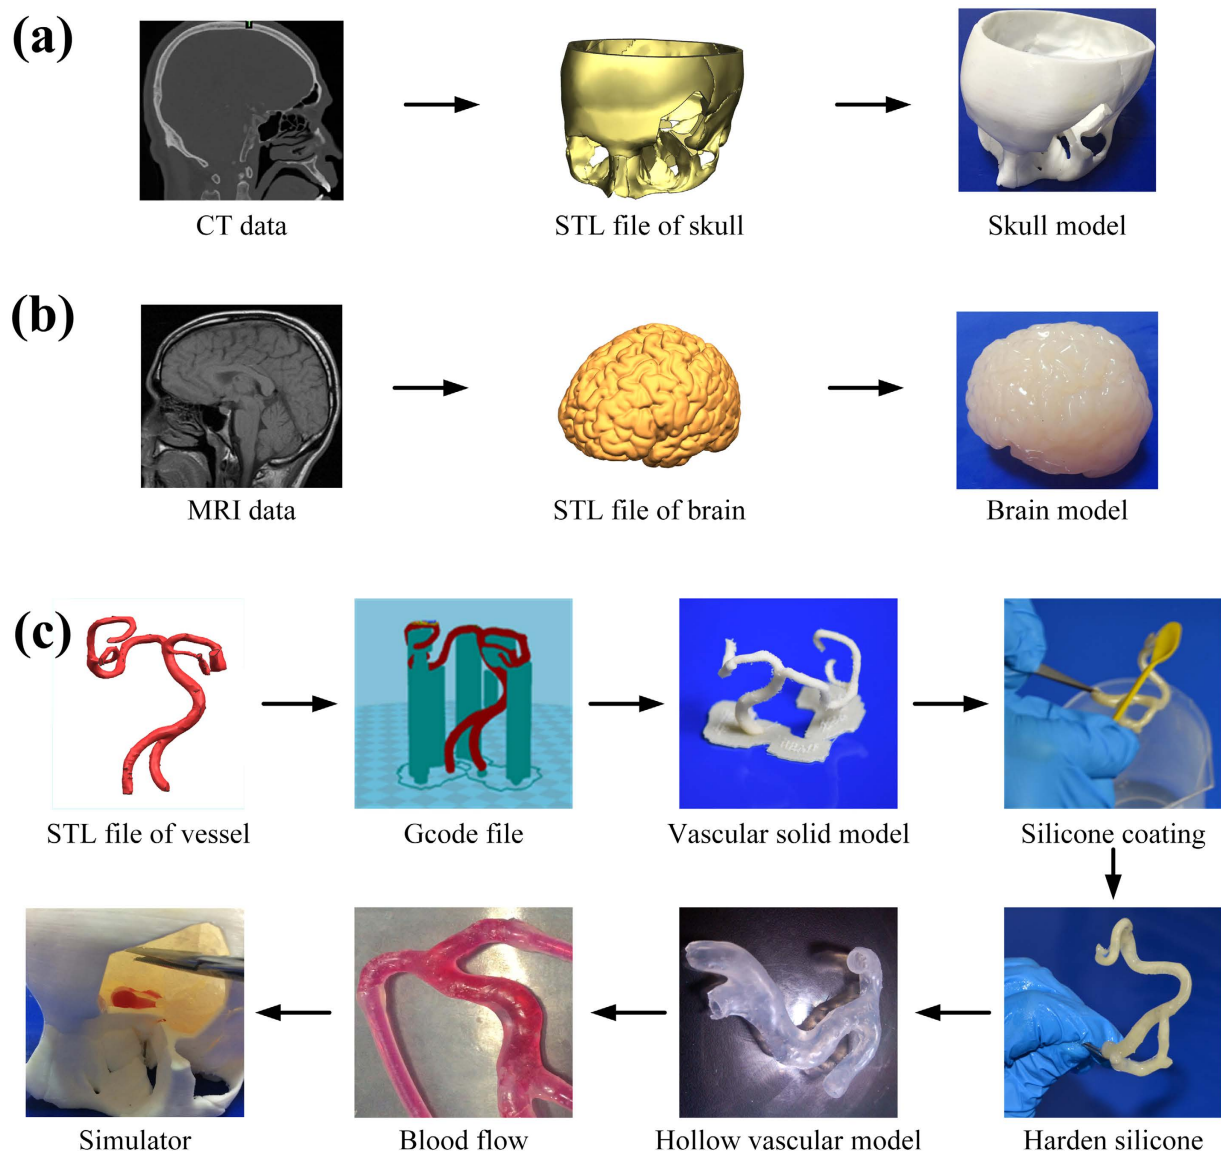 (a)
CT data
STL file of skull
Skull model
(b)
MRI data
STL file of brain
Brain model
(c)
STL file of vessel
Gcode file
Vascular solid model
Silicone coating
Simulator
Blood flow
Hollow vascular model
Harden silicone